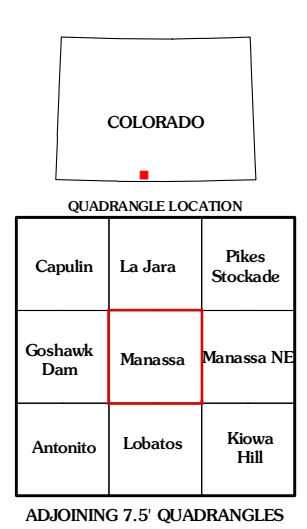 COLORADO
QUADRANGLE LOCATION
Capulin
La Jara
Pikes
Stockade
Goshawk
Dam
Manassa
Manassa NE
Antonito
Lobatos
Kiowa
Hill
ADJOINING 7.5' QUADRANGLES